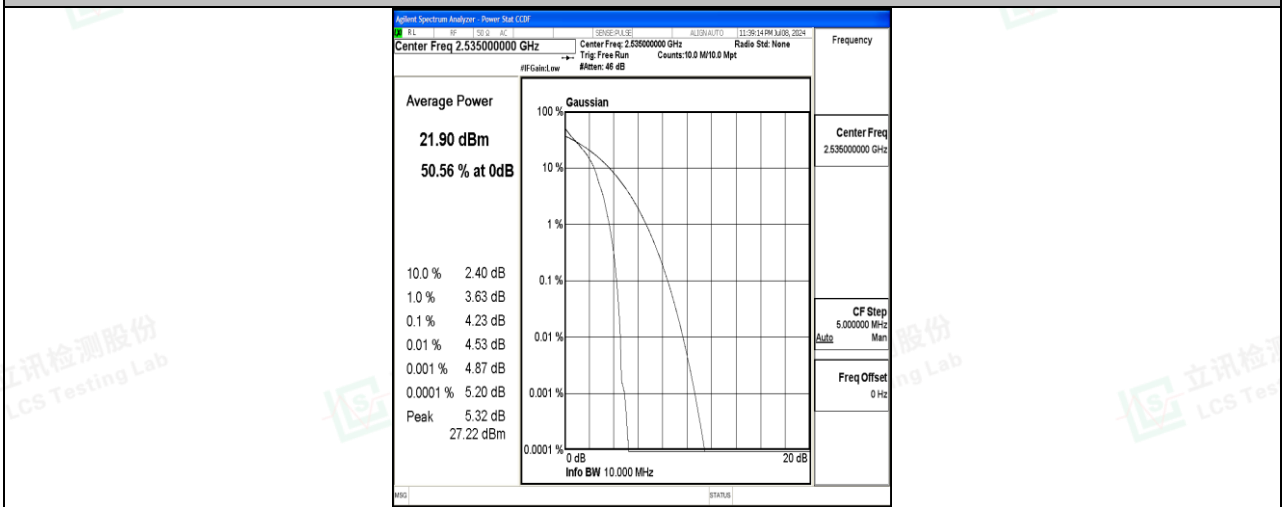 Agilent Spectrum Analyzer - Power Stat CCDF
RL RF 50 Ω AC SENSE:PULSE ALIGN AUTO 11:39:14 PM Jul 08, 2024
Center Freq 2.535000000 GHz
Center Freq: 2.535000000 GHz Radio Std: None
Trig: Free Run Counts:10.0 M/10.0 Mpt
#IFGain:Low #Atten: 46 dB
Frequency
Average Power
21.90 dBm
50.56 % at 0dB
10.0 % 2.40 dB
1.0 % 3.63 dB
0.1 % 4.23 dB
0.01 % 4.53 dB
0.001 % 4.87 dB
0.0001 % 5.20 dB
Peak 5.32 dB
27.22 dBm
Gaussian
100 %
10 %
1 %
0.1 %
0.01 %
0.001 %
0.0001 %
0 dB 20 dB
Info BW 10.000 MHz
Center Freq
2.535000000 GHz
CF Step
5.000000 MHz
Auto Man
Freq Offset
0 Hz
MSG STATUS
立讯检测股份
LCS Testing Lab